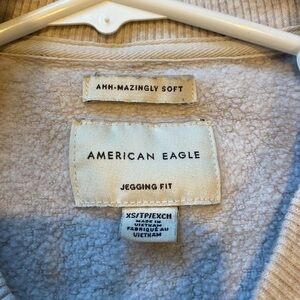 AHH-MAZINGLY SOFT
AMERICAN EAGLE
JEGGING FIT
XS/TP/EXCH
MADE IN
VIETNAM
FABRIQUÉ AU
VIETNAM